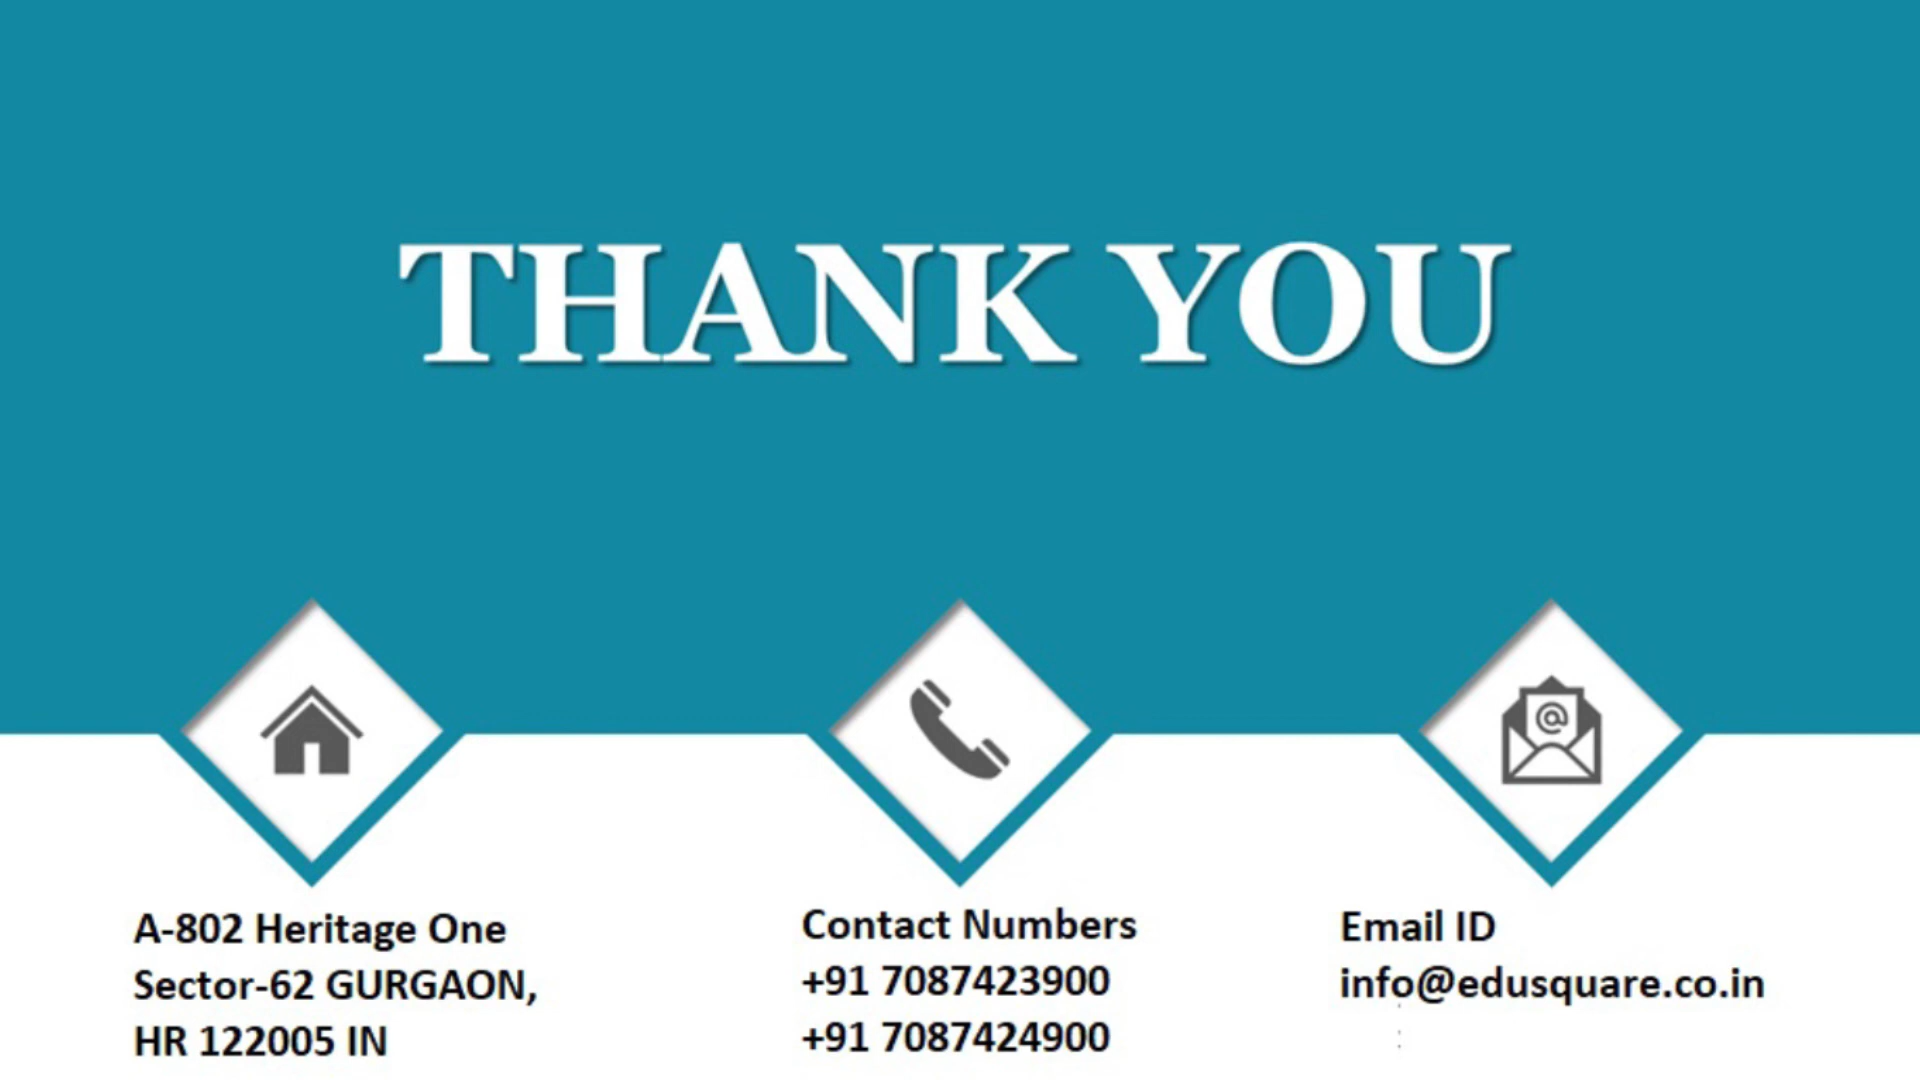 THANK YOU
A-802 Heritage One
Sector-62 GURGAON,
HR 122005 IN
Contact Numbers
+91 7087423900
+91 7087424900
Email ID
info@edusquare.co.in